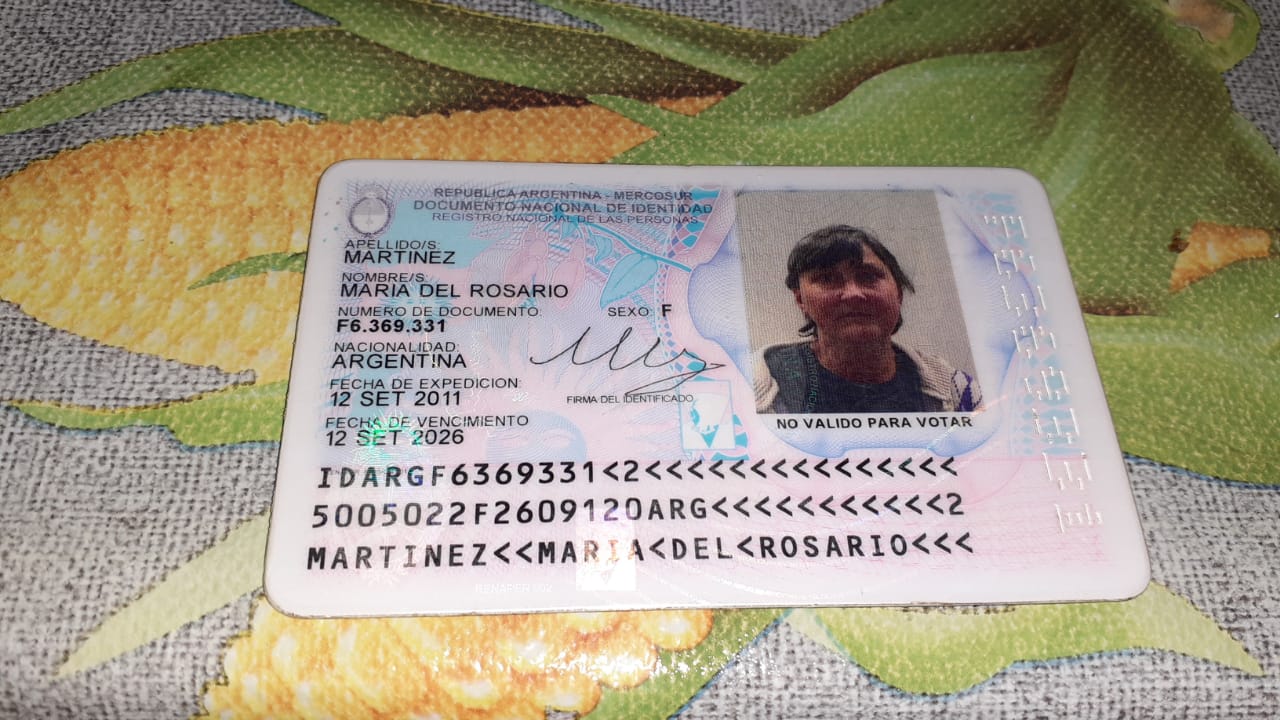 REPUBLICA ARGENTINA - MERCOSUR
DOCUMENTO NACIONAL DE IDENTIDAD
REGISTRO NACIONAL DE LAS PERSONAS
APELLIDO/S:
MARTINEZ
NOMBRE/S:
MARIA DEL ROSARIO
NUMERO DE DOCUMENTO: SEXO: F
F6.369.331
NACIONALIDAD:
ARGENTINA
FECHA DE EXPEDICION:
12 SET 2011
FIRMA DEL IDENTIFICADO
FECHA DE VENCIMIENTO
12 SET 2026
NO VALIDO PARA VOTAR
IDARGF6369331<2<<<<<<<<<<<<<<<
5005022F2609120ARG<<<<<<<<<<<2
MARTINEZ<<MARIA<DEL<ROSARIO<<<